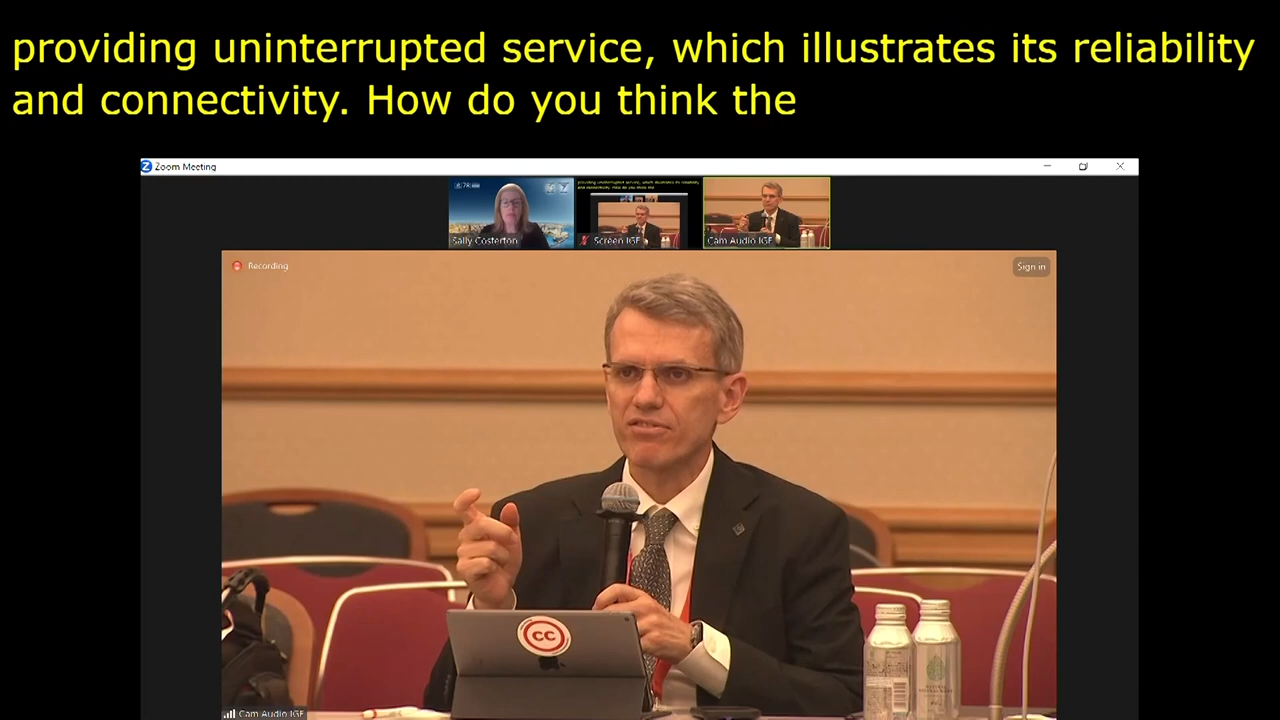 providing uninterrupted service, which illustrates its reliability
and connectivity. How do you think the
Zoom Meeting
Sally Costerton
Screen IGF
Cam Audio IGF
Recording
Sign in
cc
Cam Audio IGF